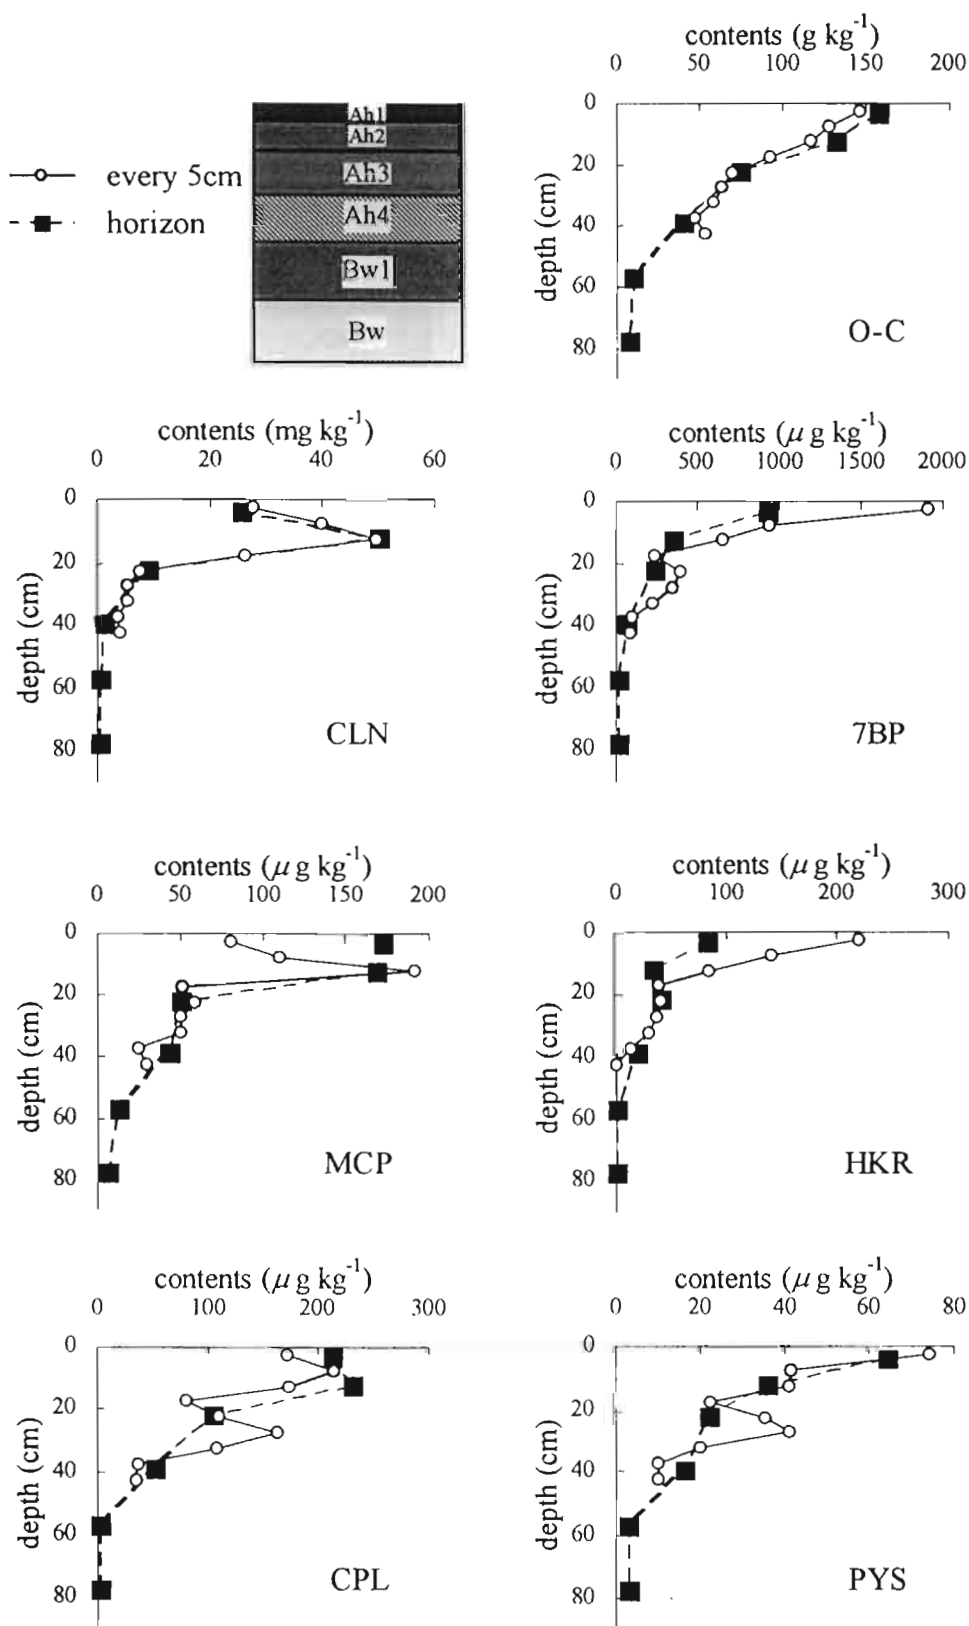 every 5cm
horizon
Ah1
Ah2
Ah3
Ah4
Bw1
Bw
contents (g kg⁻¹)
0 50 100 150 200
0
20
40
60
80
depth (cm)
O-C
contents (mg kg⁻¹)
0 20 40 60
0
20
40
60
80
depth (cm)
CLN
contents (μ g kg⁻¹)
0 500 1000 1500 2000
0
20
40
60
80
depth (cm)
7BP
contents (μ g kg⁻¹)
0 50 100 150 200
0
20
40
60
80
depth (cm)
MCP
contents (μ g kg⁻¹)
0 100 200 300
0
20
40
60
80
depth (cm)
HKR
contents (μ g kg⁻¹)
0 100 200 300
0
20
40
60
80
depth (cm)
CPL
contents (μ g kg⁻¹)
0 20 40 60 80
0
20
40
60
80
depth (cm)
PYS